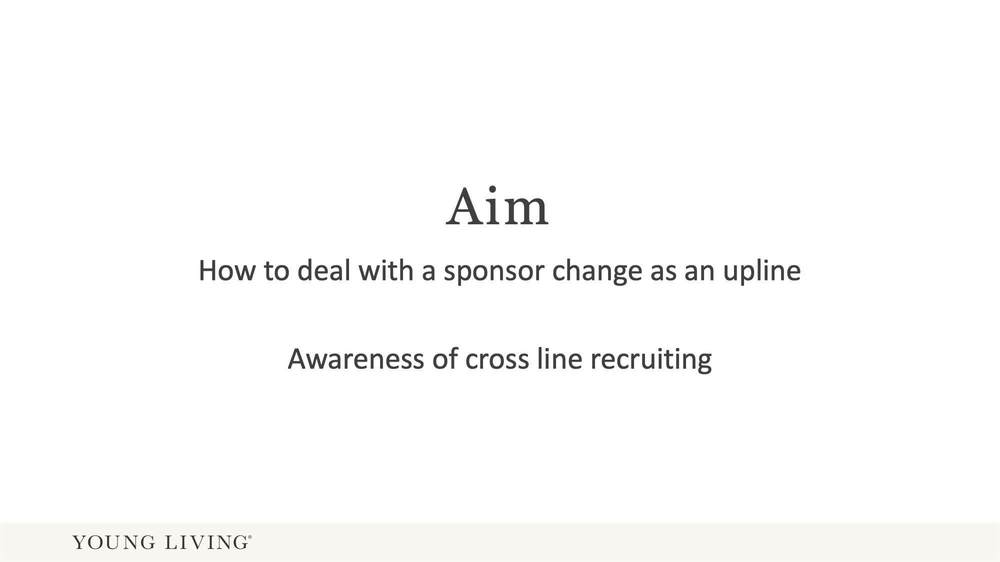 Aim
How to deal with a sponsor change as an upline
Awareness of cross line recruiting
YOUNG LIVING®